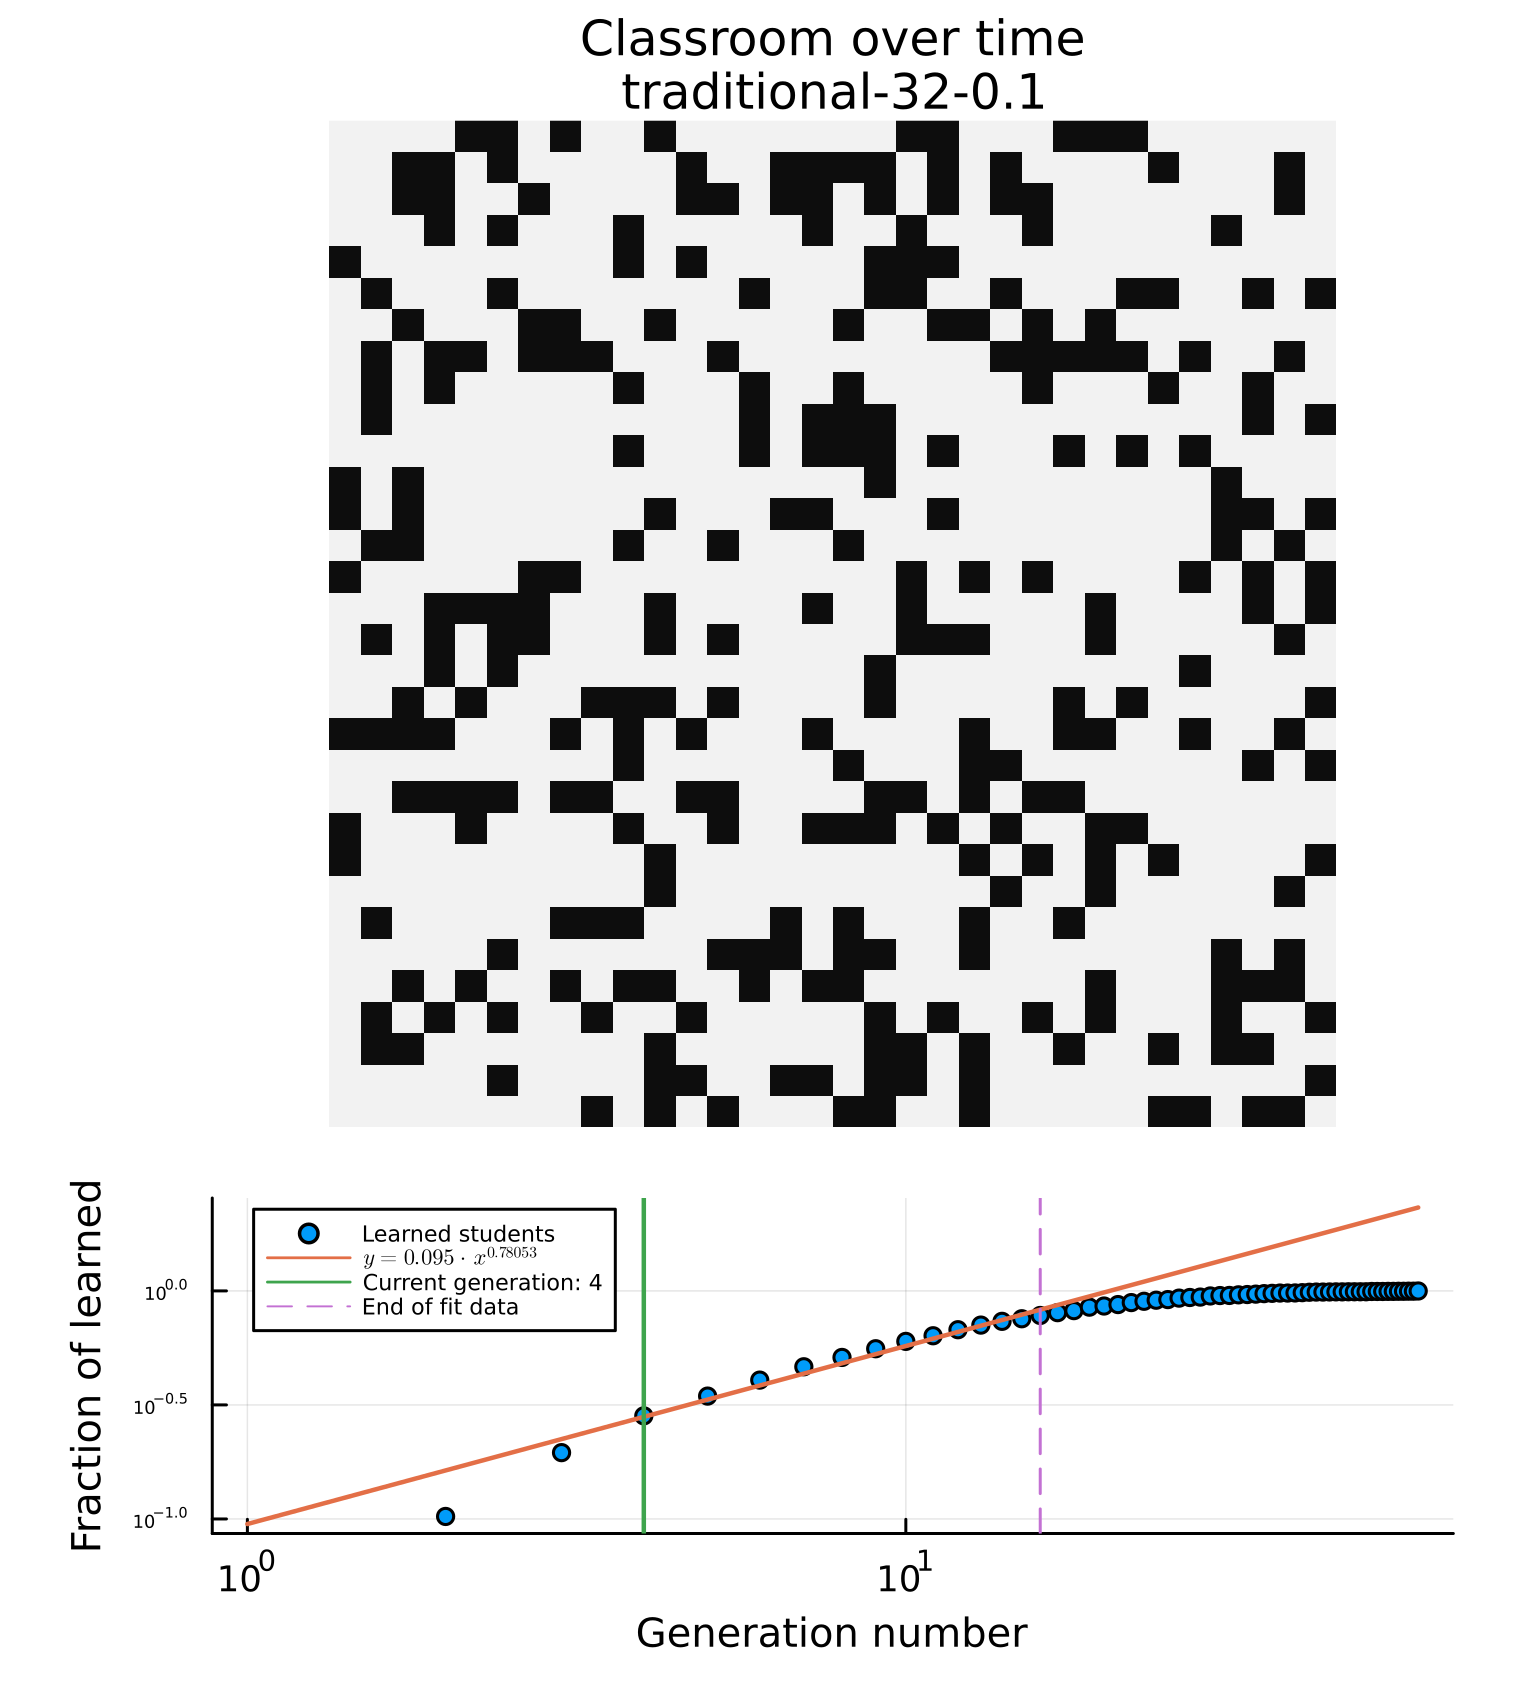 Classroom over time
traditional-32-0.1
Fraction of learned
Learned students
y = 0.095 · x^0.78053
Current generation: 4
End of fit data
10^0.0
10^−0.5
10^−1.0
10^0
10^1
Generation number